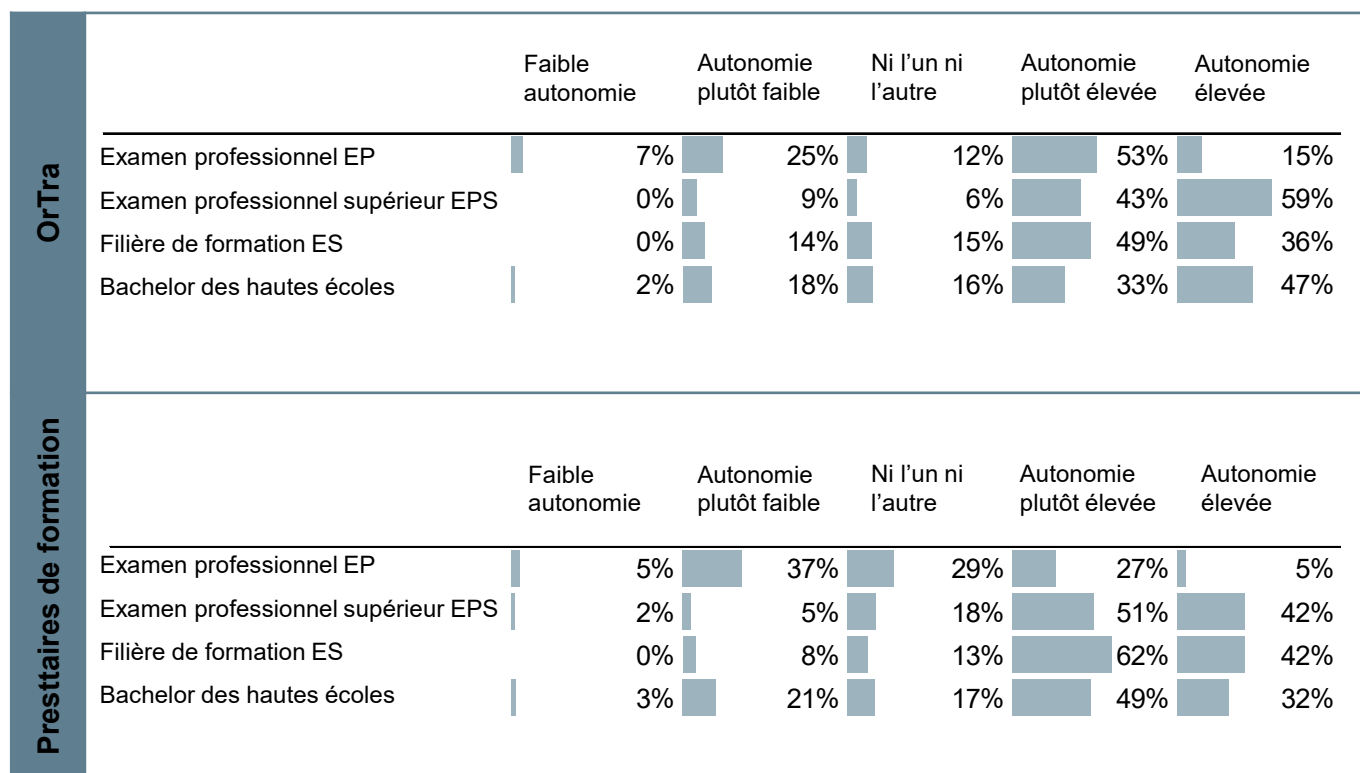 OrTra
Faible
autonomie
Autonomie
plutôt faible
Ni l'un ni
l'autre
Autonomie
plutôt élevée
Autonomie
élevée
Examen professionnel EP 7% 25% 12% 53% 15%
Examen professionnel supérieur EPS 0% 9% 6% 43% 59%
Filière de formation ES 0% 14% 15% 49% 36%
Bachelor des hautes écoles 2% 18% 16% 33% 47%
Presttaires de formation
Faible
autonomie
Autonomie
plutôt faible
Ni l'un ni
l'autre
Autonomie
plutôt élevée
Autonomie
élevée
Examen professionnel EP 5% 37% 29% 27% 5%
Examen professionnel supérieur EPS 2% 5% 18% 51% 42%
Filière de formation ES 0% 8% 13% 62% 42%
Bachelor des hautes écoles 3% 21% 17% 49% 32%